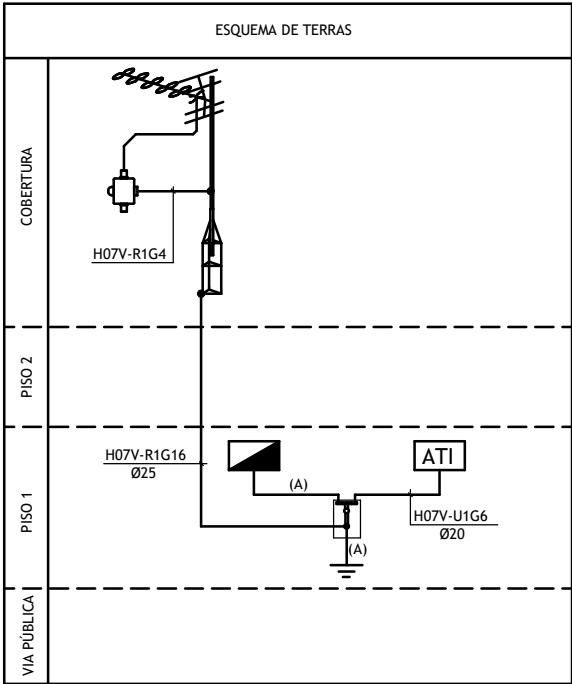 ESQUEMA DE TERRAS
COBERTURA
H07V-R1G4
PISO 2
PISO 1
H07V-R1G16
Ø25
(A)
ATI
H07V-U1G6
Ø20
(A)
VIA PÚBLICA